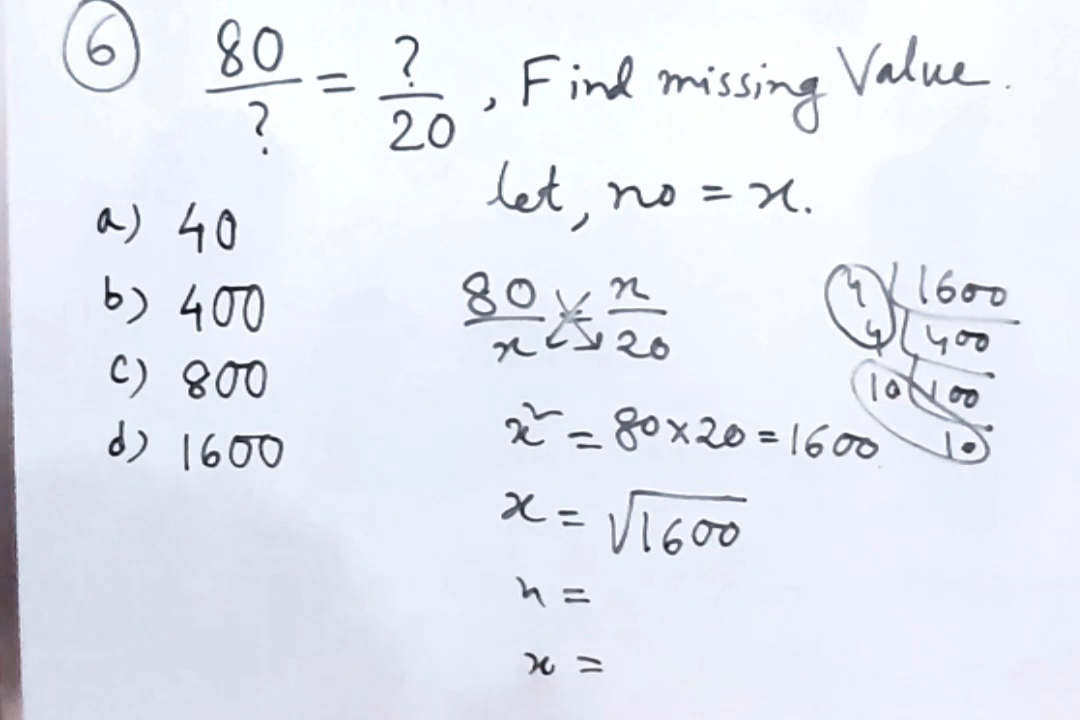 6 80/? = ?/20 , Find missing Value.
let, no = x.
a) 40
b) 400
c) 800
d) 1600
80/x = x/20
x² = 80×20 = 1600
x = √1600
x =
x =
4 1600
4 400
10 100
10